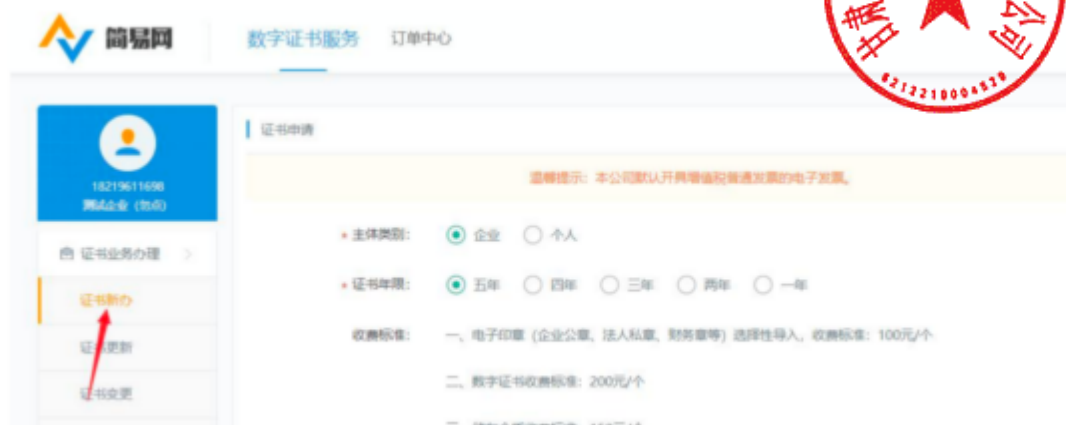 简易网
数字证书服务 订单中心
甘肃 公司
6212210004520
18219611698
测试企业（勿动）
证书申请
温馨提示：本公司默认开具增值税普通发票的电子发票。
证书业务办理
证书新办
证书更新
证书变更
* 主体类别： 企业 个人
* 证书年限： 五年 四年 三年 两年 一年
收费标准： 一、电子印章（企业公章、法人私章、财务章等）选择性导入，收费标准：100元/个
二、数字证书收费标准：200元/个